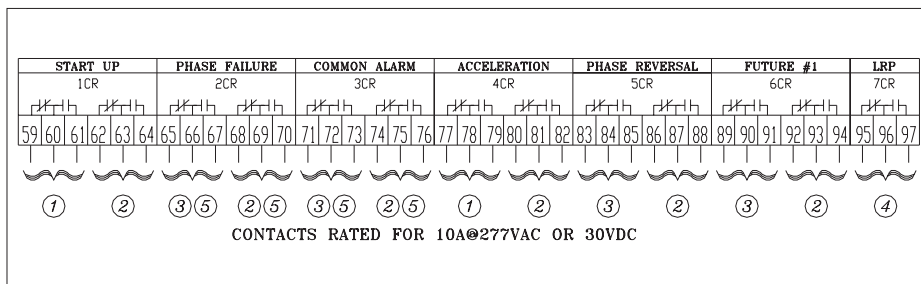 START UP PHASE FAILURE COMMON ALARM ACCELERATION PHASE REVERSAL FUTURE #1 LRP
1CR 2CR 3CR 4CR 5CR 6CR 7CR
59 60 61 62 63 64 65 66 67 68 69 70 71 72 73 74 75 76 77 78 79 80 81 82 83 84 85 86 87 88 89 90 91 92 93 94 95 96 97
1 2 3 5 2 5 3 5 2 5 1 2 3 2 3 2 4
CONTACTS RATED FOR 10A@277VAC OR 30VDC